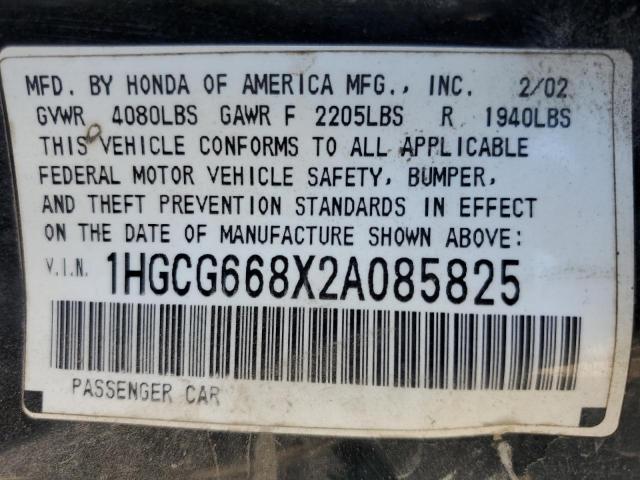 MFD. BY HONDA OF AMERICA MFG., INC. 2/02
GVWR 4080LBS GAWR F 2205LBS R 1940LBS
THIS VEHICLE CONFORMS TO ALL APPLICABLE
FEDERAL MOTOR VEHICLE SAFETY, BUMPER,
AND THEFT PREVENTION STANDARDS IN EFFECT
ON THE DATE OF MANUFACTURE SHOWN ABOVE:
V.I.N. 1HGCG668X2A085825
PASSENGER CAR